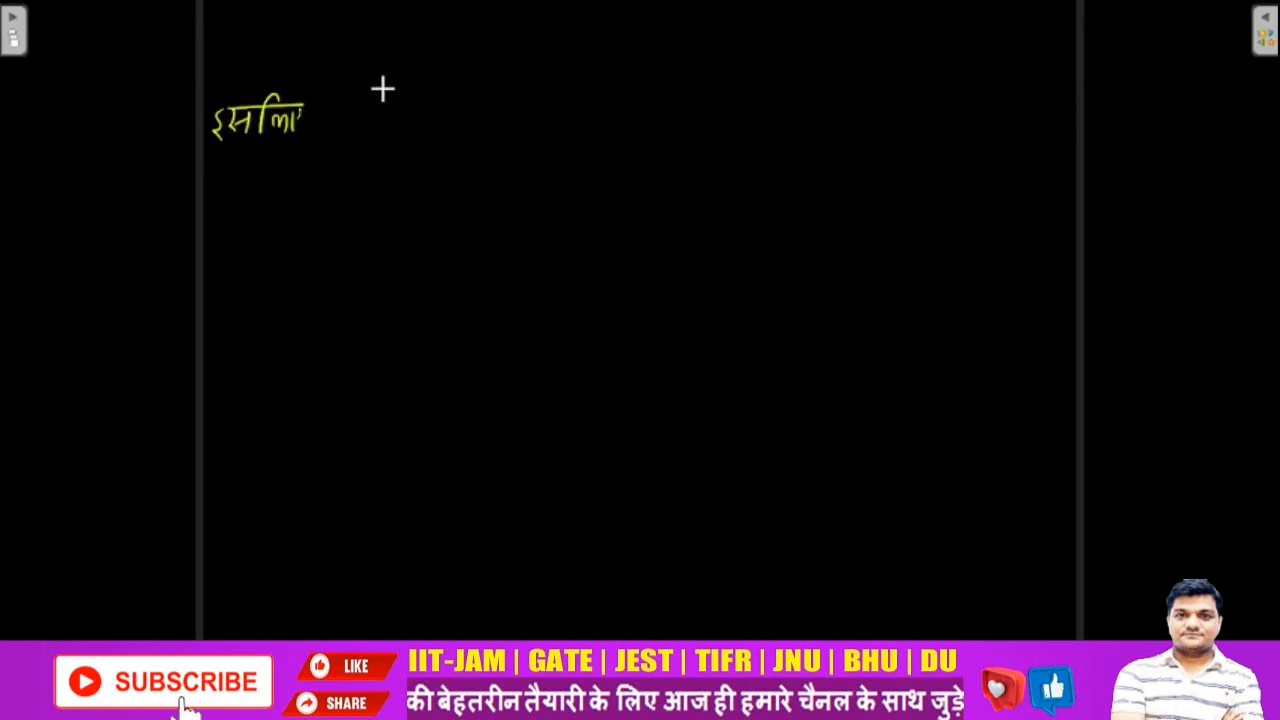 इसलिए
SUBSCRIBE
LIKE
SHARE
IIT-JAM | GATE | JEST | TIFR | JNU | BHU | DU
की बेहतरीन तैयारी के लिए आज ही हमारे चैनल के साथ जुड़े